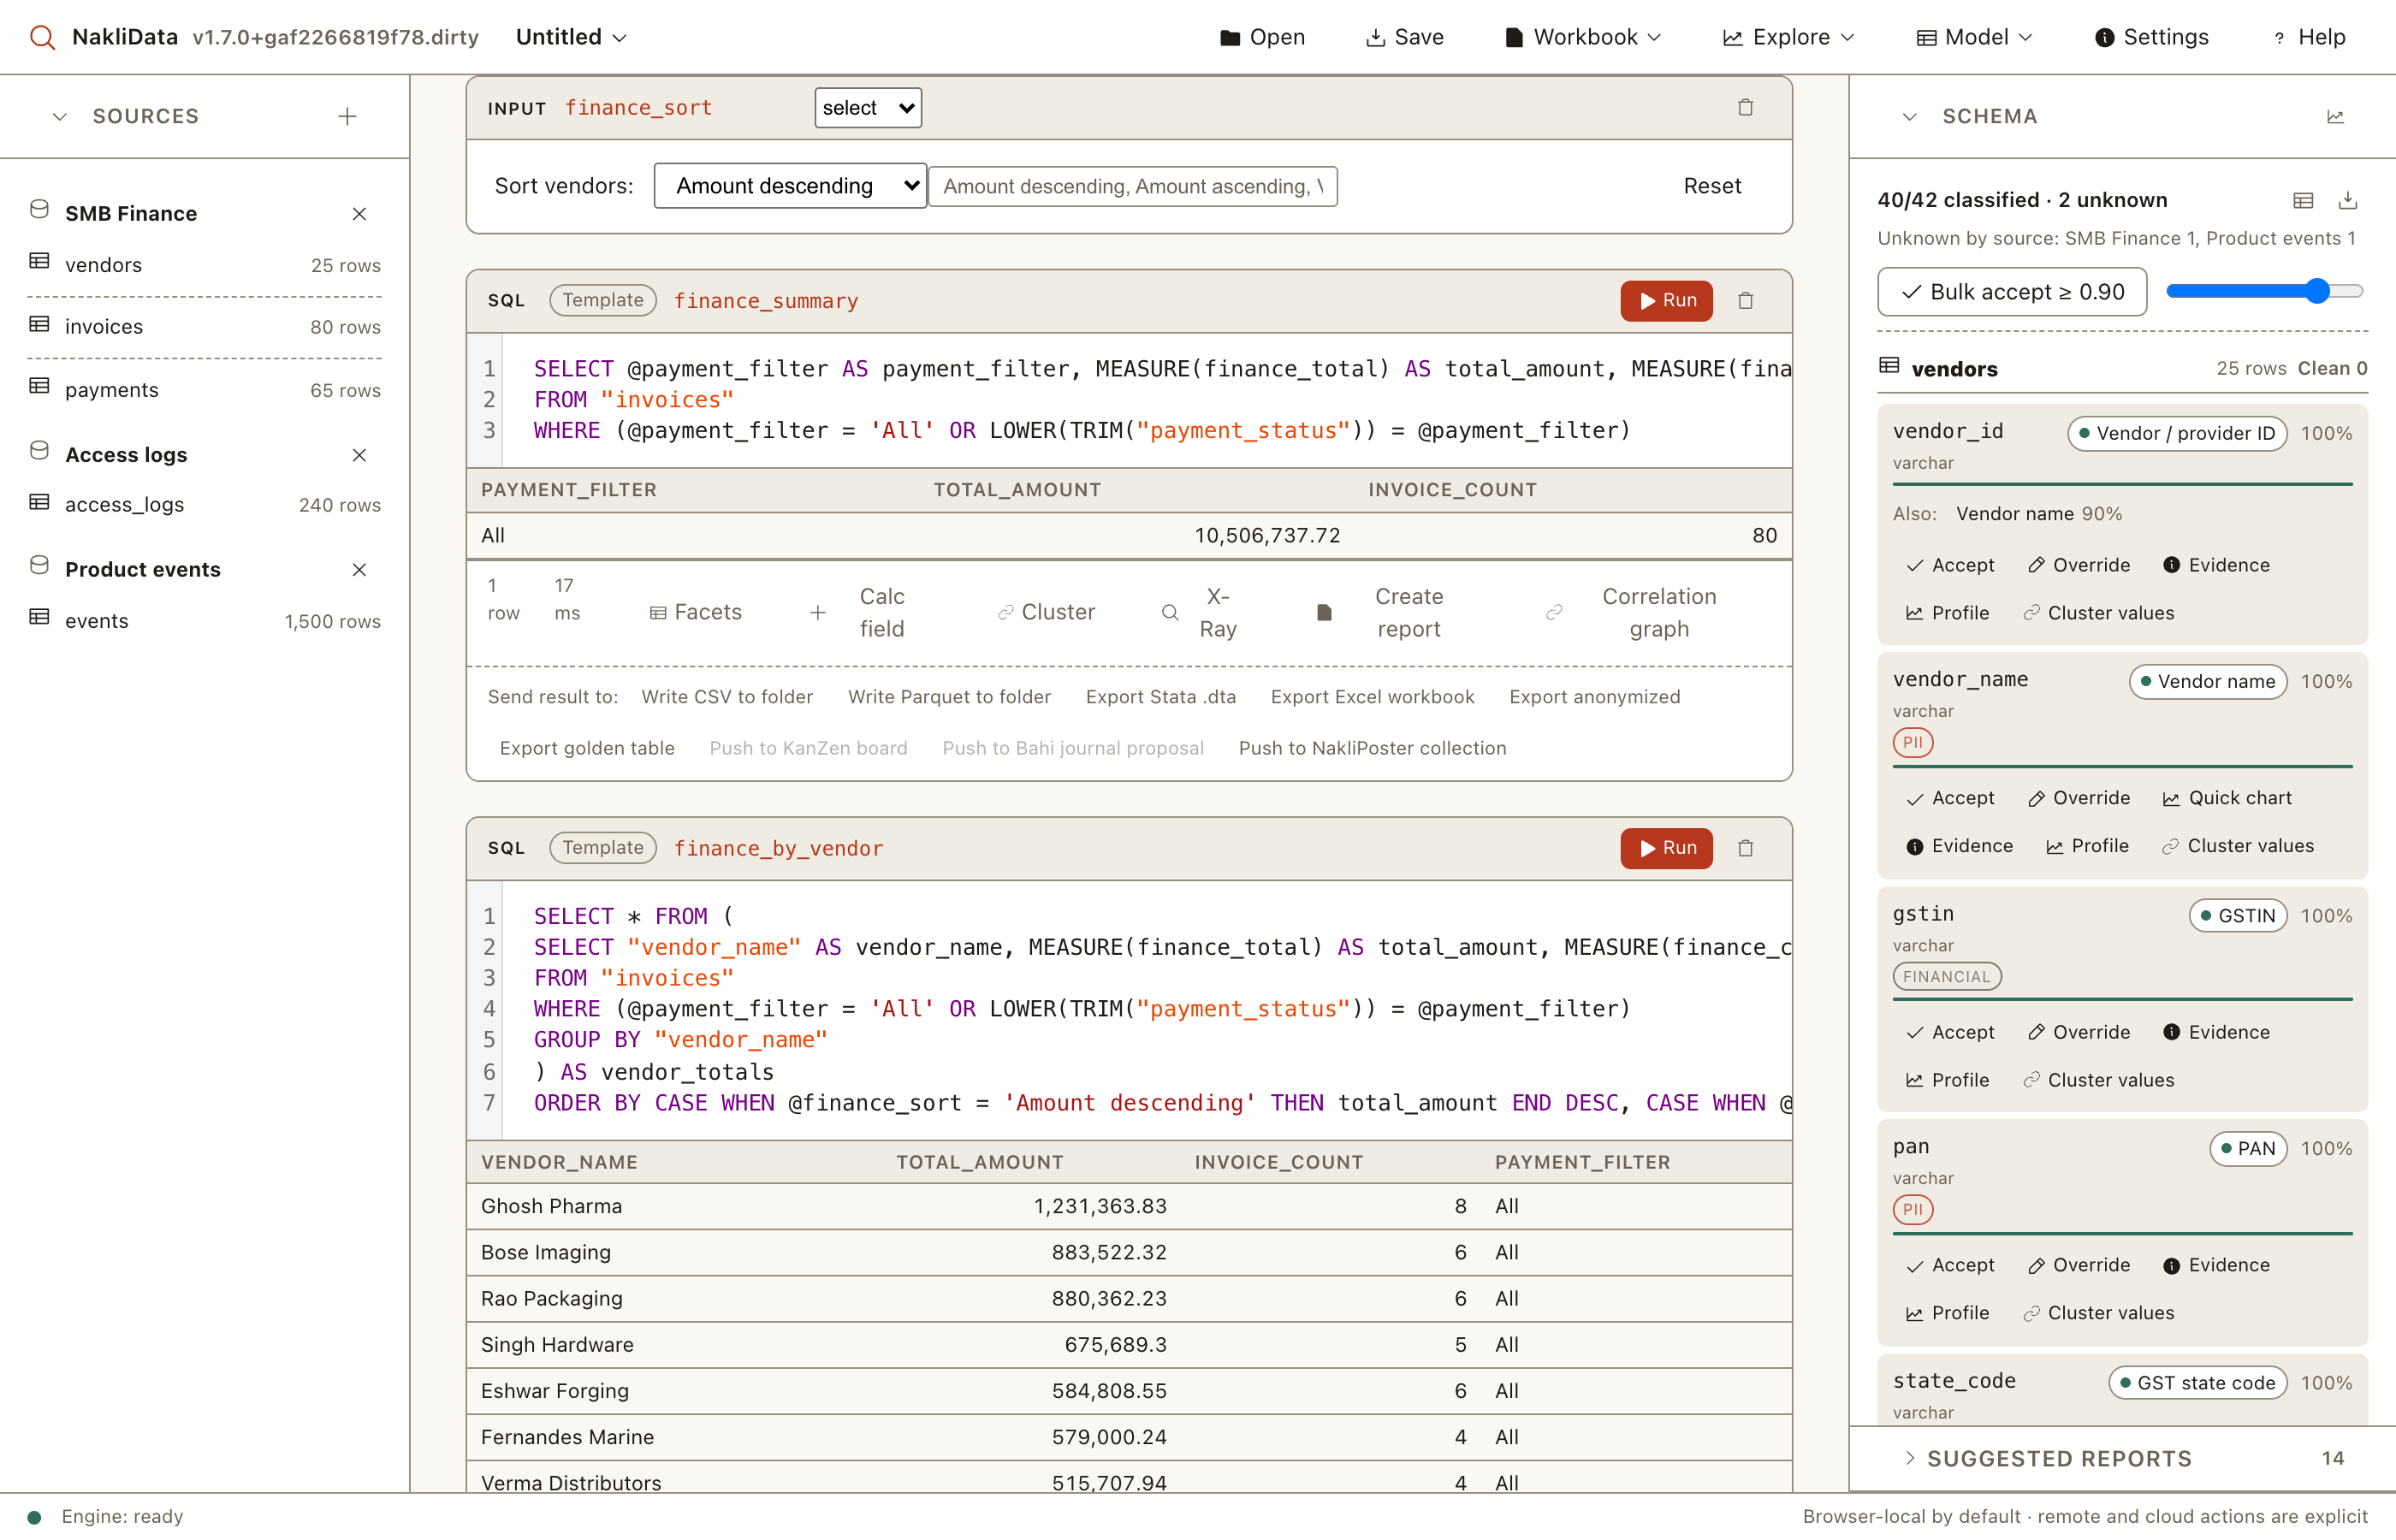 NakliData v1.7.0+gaf2266819f78.dirty Untitled
Open Save Workbook Explore Model Settings ? Help
SOURCES
SMB Finance
vendors 25 rows
invoices 80 rows
payments 65 rows
Access logs
access_logs 240 rows
Product events
events 1,500 rows
INPUT finance_sort select
Sort vendors: Amount descending Amount descending, Amount ascending, Reset
SQL Template finance_summary Run
1 SELECT @payment_filter AS payment_filter, MEASURE(finance_total) AS total_amount, MEASURE(fina
2 FROM "invoices"
3 WHERE (@payment_filter = 'All' OR LOWER(TRIM("payment_status")) = @payment_filter)
PAYMENT_FILTER TOTAL_AMOUNT INVOICE_COUNT
All 10,506,737.72 80
1 row 17 ms Facets Calc field Cluster X-Ray Create report Correlation graph
Send result to: Write CSV to folder Write Parquet to folder Export Stata .dta Export Excel workbook Export anonymized
Export golden table Push to KanZen board Push to Bahi journal proposal Push to NakliPoster collection
SQL Template finance_by_vendor Run
1 SELECT * FROM (
2 SELECT "vendor_name" AS vendor_name, MEASURE(finance_total) AS total_amount, MEASURE(finance_c
3 FROM "invoices"
4 WHERE (@payment_filter = 'All' OR LOWER(TRIM("payment_status")) = @payment_filter)
5 GROUP BY "vendor_name"
6 ) AS vendor_totals
7 ORDER BY CASE WHEN @finance_sort = 'Amount descending' THEN total_amount END DESC, CASE WHEN @
VENDOR_NAME TOTAL_AMOUNT INVOICE_COUNT PAYMENT_FILTER
Ghosh Pharma 1,231,363.83 8 All
Bose Imaging 883,522.32 6 All
Rao Packaging 880,362.23 6 All
Singh Hardware 675,689.3 5 All
Eshwar Forging 584,808.55 6 All
Fernandes Marine 579,000.24 4 All
Verma Distributors 515,707.94 4 All
SCHEMA
40/42 classified · 2 unknown
Unknown by source: SMB Finance 1, Product events 1
Bulk accept ≥ 0.90
vendors 25 rows Clean 0
vendor_id Vendor / provider ID 100%
varchar
Also: Vendor name 90%
Accept Override Evidence
Profile Cluster values
vendor_name Vendor name 100%
varchar
PII
Accept Override Quick chart
Evidence Profile Cluster values
gstin GSTIN 100%
varchar
FINANCIAL
Accept Override Evidence
Profile Cluster values
pan PAN 100%
varchar
PII
Accept Override Evidence
Profile Cluster values
state_code GST state code 100%
varchar
SUGGESTED REPORTS 14
Engine: ready
Browser-local by default · remote and cloud actions are explicit